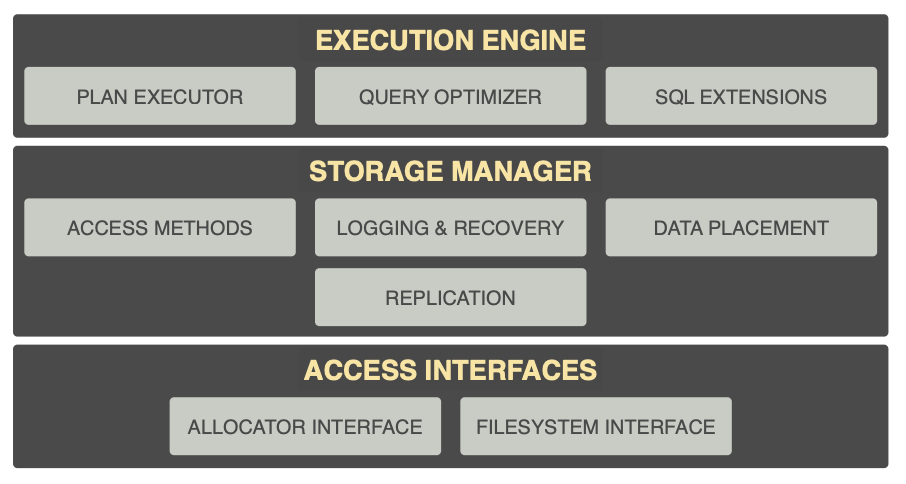 EXECUTION ENGINE
PLAN EXECUTOR
QUERY OPTIMIZER
SQL EXTENSIONS
STORAGE MANAGER
ACCESS METHODS
LOGGING & RECOVERY
DATA PLACEMENT
REPLICATION
ACCESS INTERFACES
ALLOCATOR INTERFACE
FILESYSTEM INTERFACE